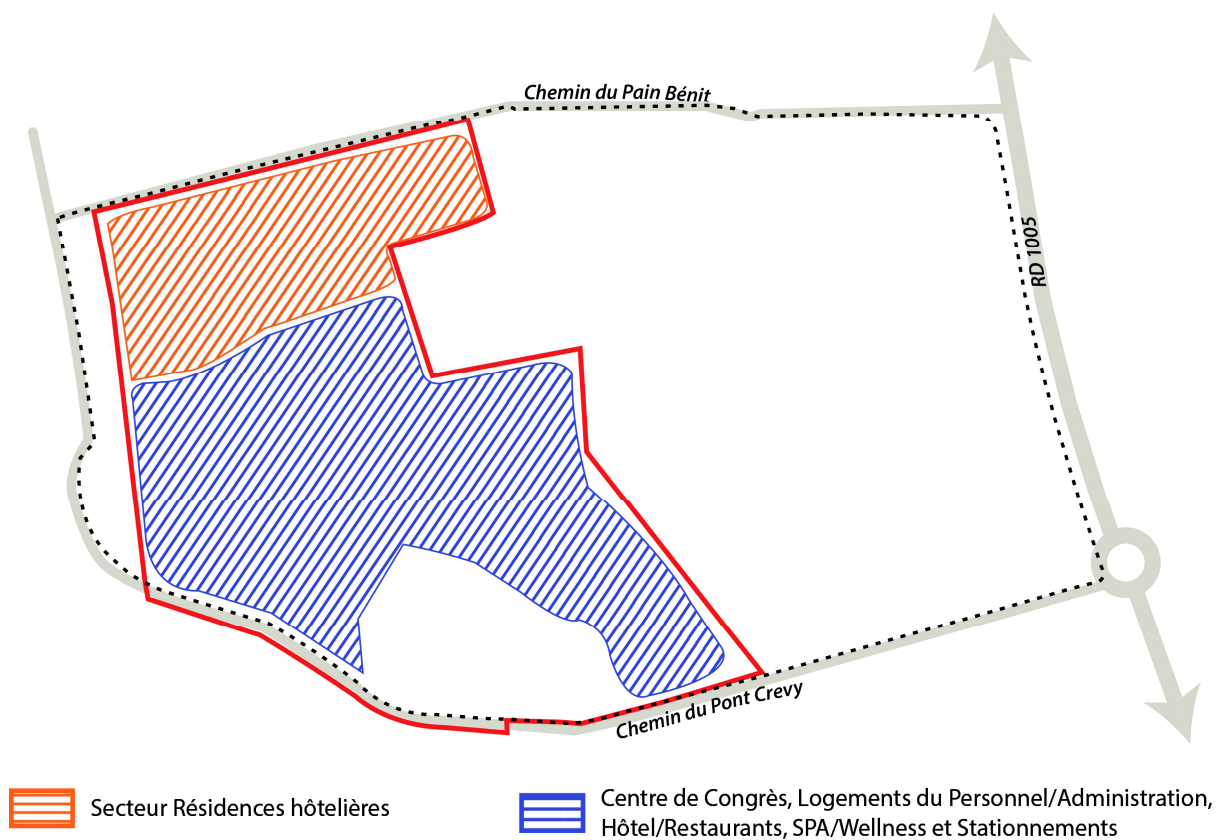 Chemin du Pain Bénit
RD 1005
Chemin du Pont Crevy
Secteur Résidences hôtelières
Centre de Congrès, Logements du Personnel/Administration,
Hôtel/Restaurants, SPA/Wellness et Stationnements